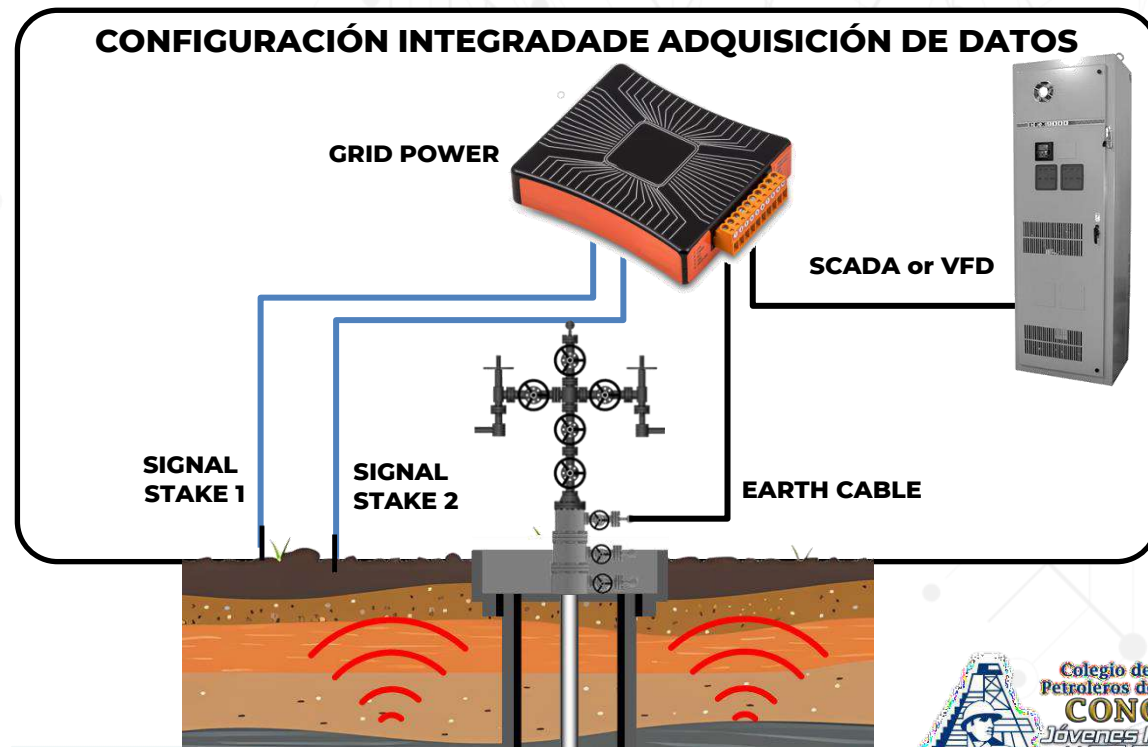 CONFIGURACIÓN INTEGRADADE ADQUISICIÓN DE DATOS
GRID POWER
SCADA or VFD
SIGNAL
STAKE 1
SIGNAL
STAKE 2
EARTH CABLE
Colegio de
Petroleros d
CON
Jóvenes